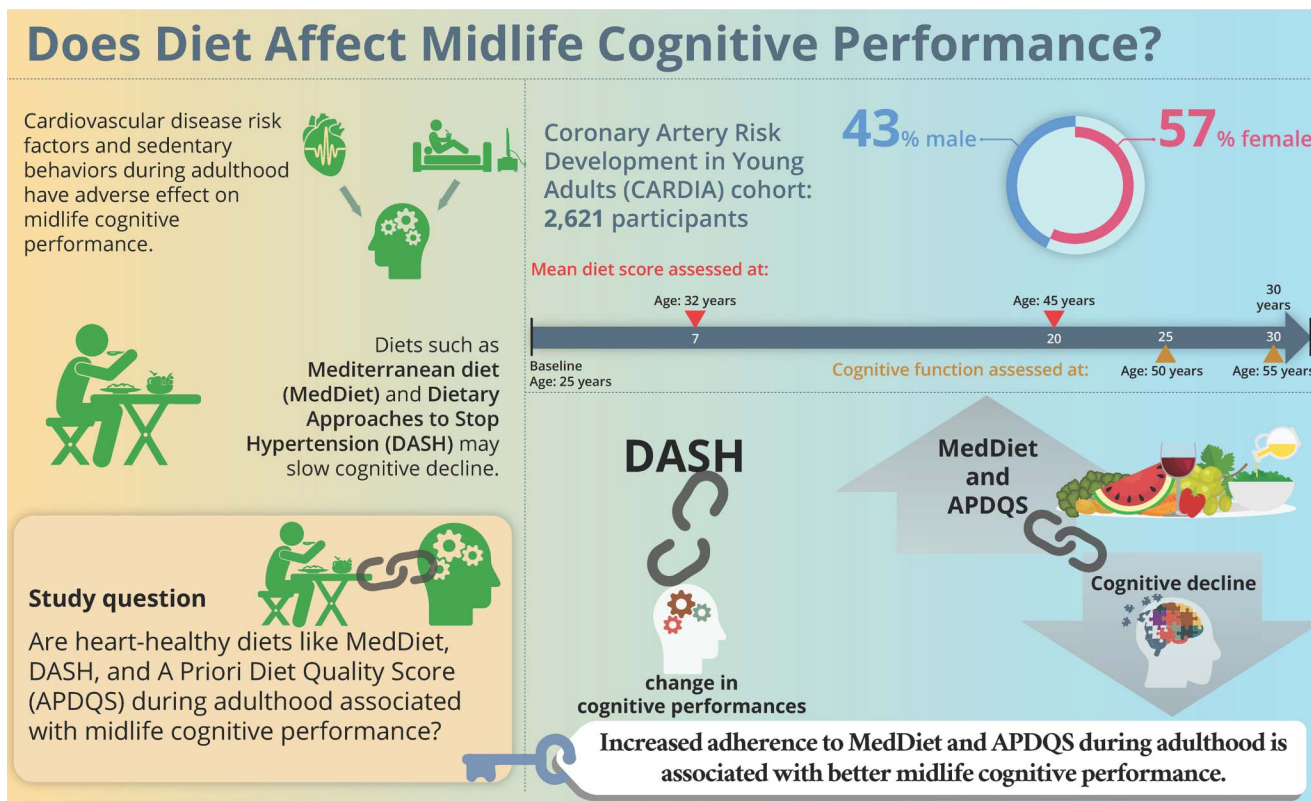 Does Diet Affect Midlife Cognitive Performance?
Cardiovascular disease risk
factors and sedentary
behaviors during adulthood
have adverse effect on
midlife cognitive
performance.
Diets such as
Mediterranean diet
(MedDiet) and Dietary
Approaches to Stop
Hypertension (DASH) may
slow cognitive decline.
Study question
Are heart-healthy diets like MedDiet,
DASH, and A Priori Diet Quality Score
(APDQS) during adulthood associated
with midlife cognitive performance?
Coronary Artery Risk
Development in Young
Adults (CARDIA) cohort:
2,621 participants
43% male
57% female
Mean diet score assessed at:
Age: 32 years
Age: 45 years
30
years
7
20
25
30
Baseline
Age: 25 years
Cognitive function assessed at:
Age: 50 years
Age: 55 years
DASH
change in
cognitive performances
MedDiet
and
APDQS
Cognitive decline
Increased adherence to MedDiet and APDQS during adulthood is
associated with better midlife cognitive performance.